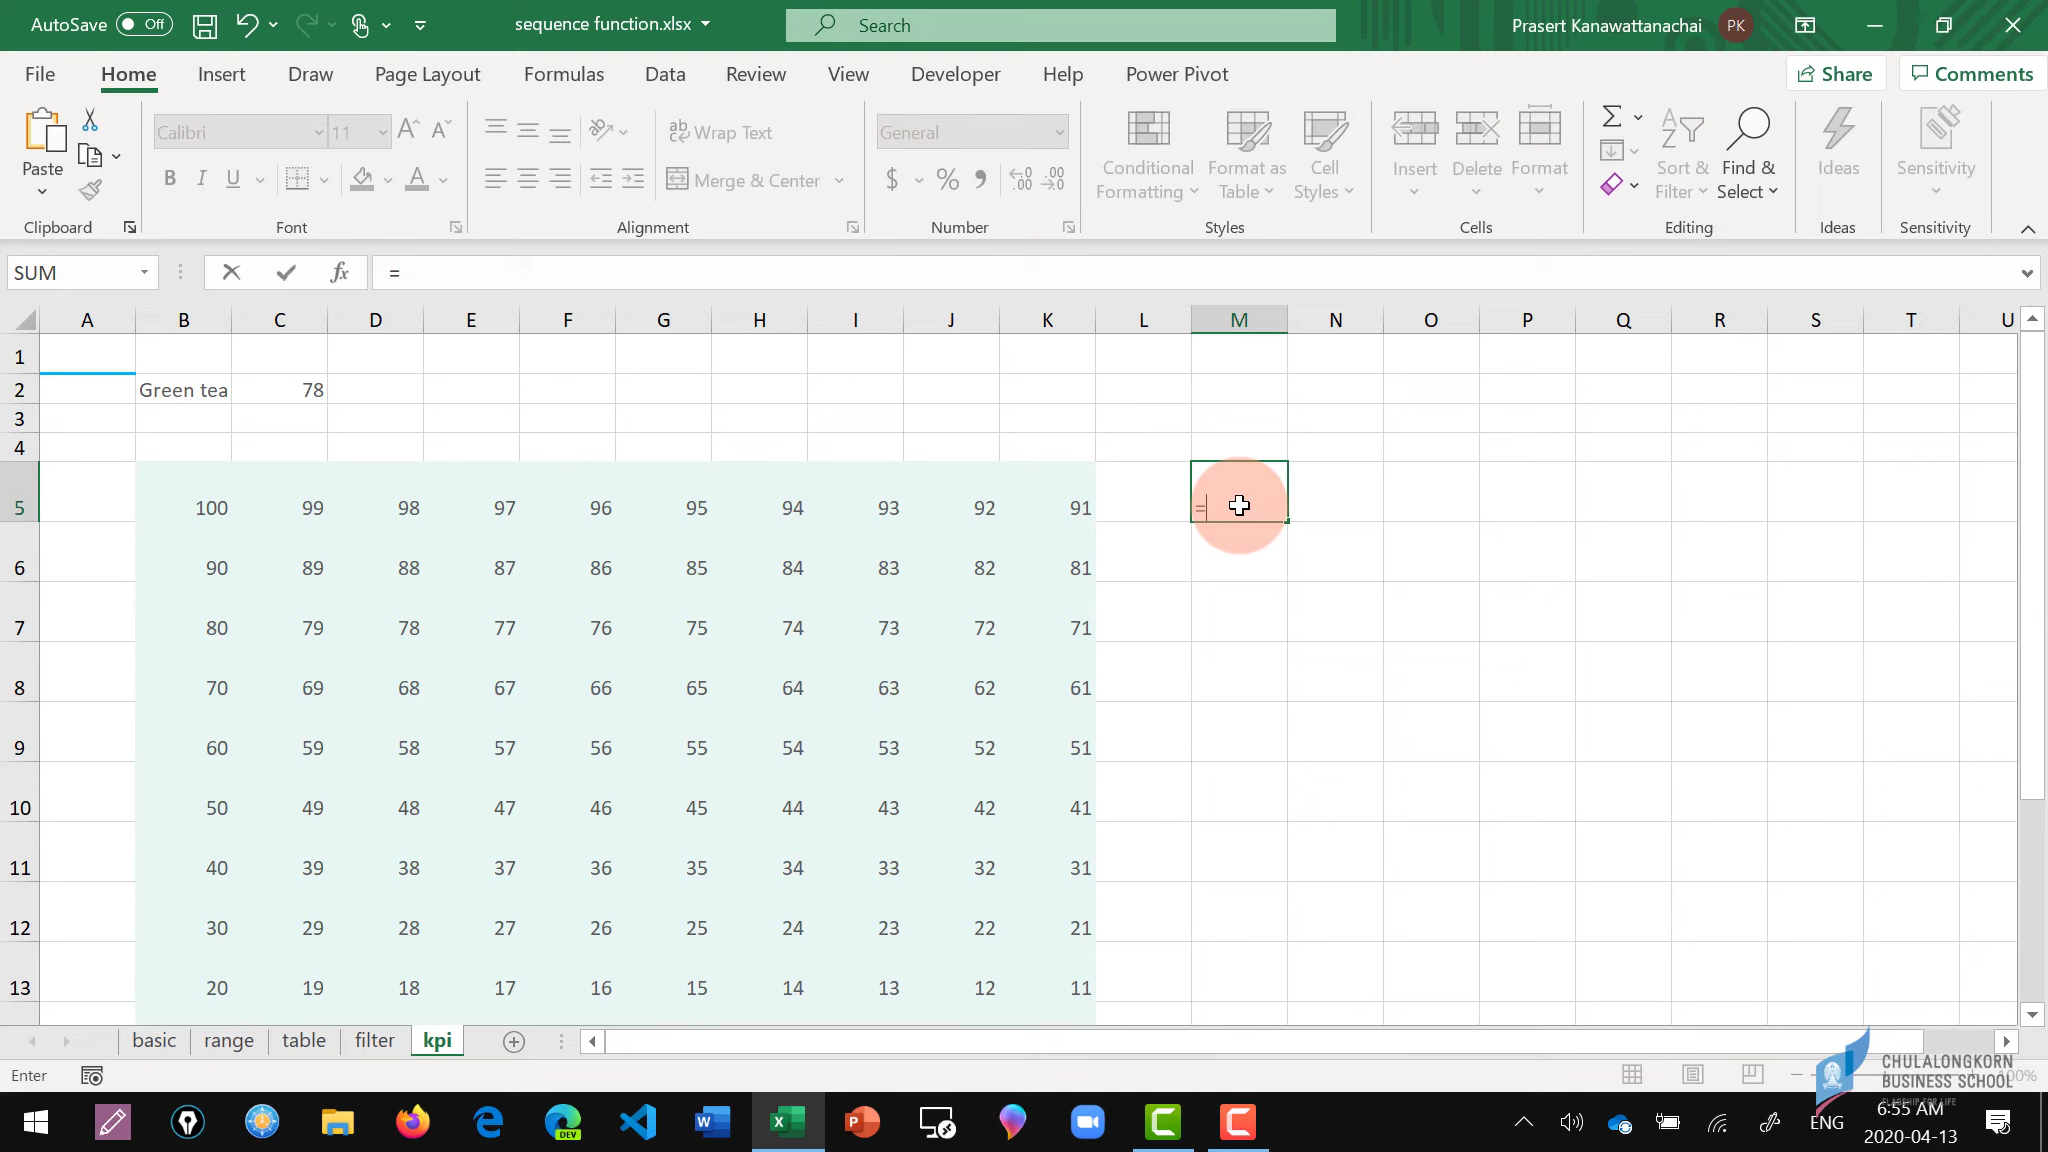 AutoSave Off sequence function.xlsx Search Prasert Kanawattanachai PK
File Home Insert Draw Page Layout Formulas Data Review View Developer Help Power Pivot Share Comments
Paste Calibri 11 Wrap Text General Conditional Formatting Format as Table Cell Styles Insert Delete Format Sort & Filter Find & Select Ideas Sensitivity
B I U Merge & Center $ %
Clipboard Font Alignment Number Styles Cells Editing Ideas Sensitivity
SUM fx =
A B C D E F G H I J K L M N O P Q R S T U
1
2 Green tea 78
3
4
5 100 99 98 97 96 95 94 93 92 91 =
6 90 89 88 87 86 85 84 83 82 81
7 80 79 78 77 76 75 74 73 72 71
8 70 69 68 67 66 65 64 63 62 61
9 60 59 58 57 56 55 54 53 52 51
10 50 49 48 47 46 45 44 43 42 41
11 40 39 38 37 36 35 34 33 32 31
12 30 29 28 27 26 25 24 23 22 21
13 20 19 18 17 16 15 14 13 12 11
basic range table filter kpi
CHULALONGKORN
BUSINESS SCHOOL
FLAGSHIP FOR LIFE
Enter 100%
ENG 6:55 AM
2020-04-13